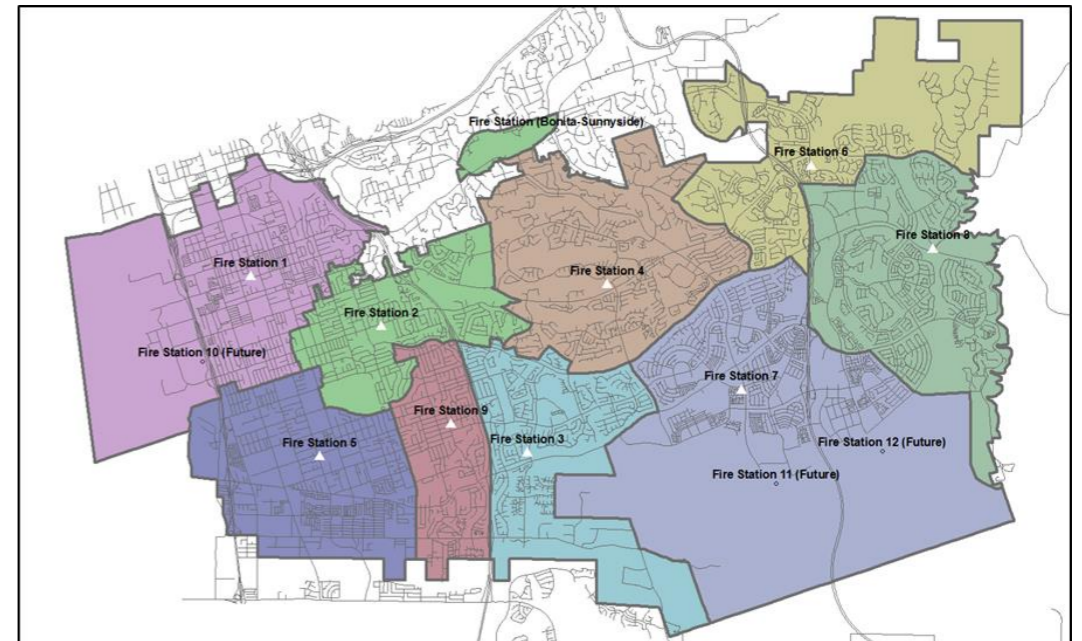 Fire Station (Bonita-Sunnyside)
Fire Station 6
Fire Station 8
Fire Station 1
Fire Station 4
Fire Station 2
Fire Station 10 (Future)
Fire Station 7
Fire Station 9
Fire Station 5
Fire Station 3
Fire Station 12 (Future)
Fire Station 11 (Future)